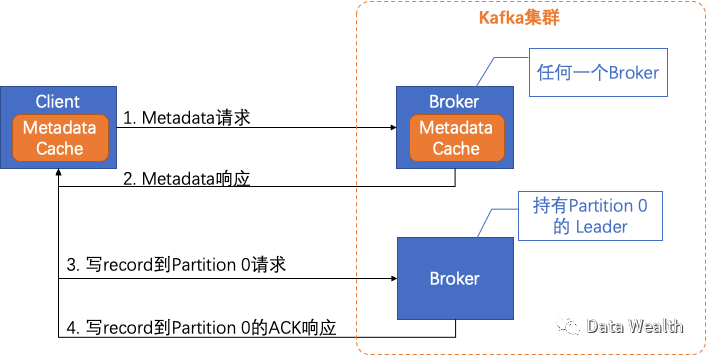 Kafka集群
任何一个Broker
Client
Metadata
Cache
1. Metadata请求
Broker
Metadata
Cache
2. Metadata响应
持有Partition 0
的 Leader
3. 写record到Partition 0请求
Broker
4. 写record到Partition 0的ACK响应
Data Wealth